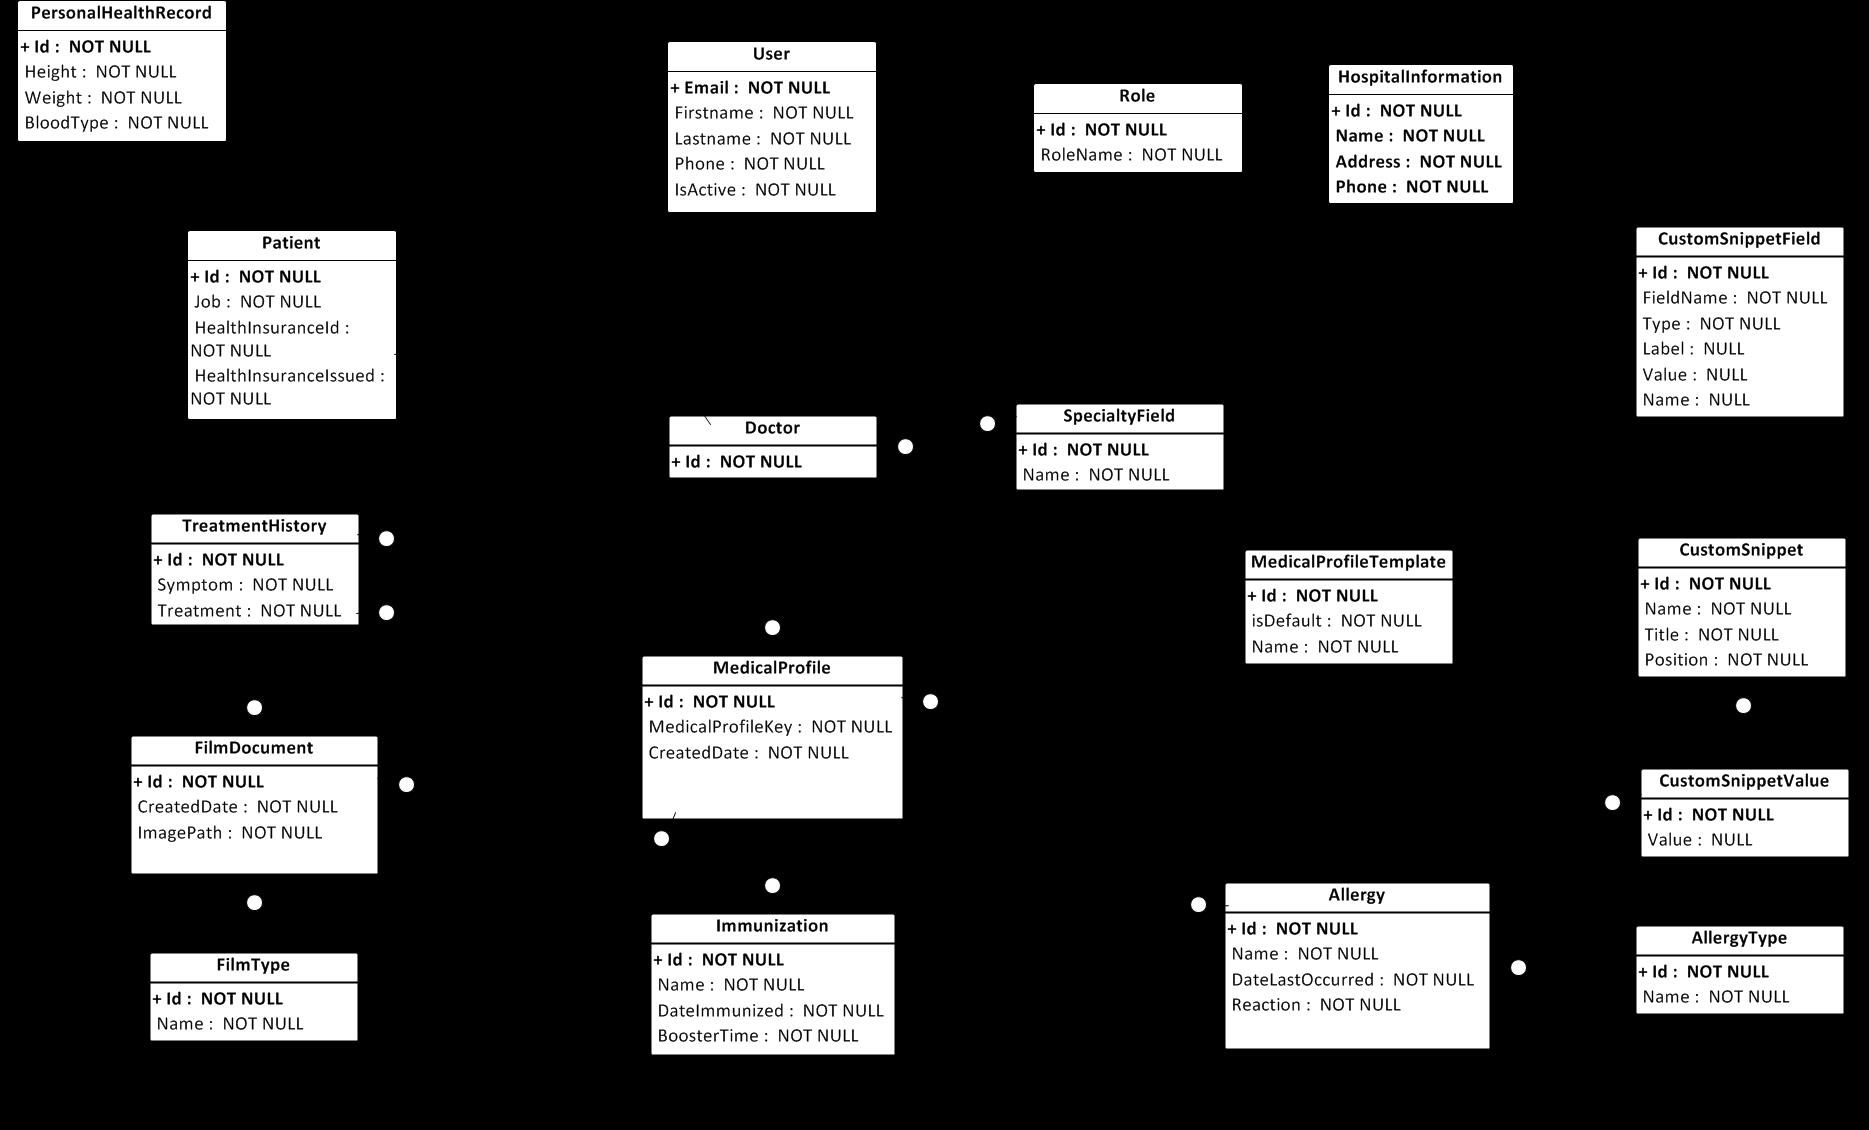 PersonalHealthRecord
+ Id : NOT NULL
Height : NOT NULL
Weight : NOT NULL
BloodType : NOT NULL
User
+ Email : NOT NULL
Firstname : NOT NULL
Lastname : NOT NULL
Phone : NOT NULL
IsActive : NOT NULL
Role
+ Id : NOT NULL
RoleName : NOT NULL
HospitalInformation
+ Id : NOT NULL
Name : NOT NULL
Address : NOT NULL
Phone : NOT NULL
Patient
+ Id : NOT NULL
Job : NOT NULL
HealthInsuranceId :
NOT NULL
HealthInsuranceIssued :
NOT NULL
CustomSnippetField
+ Id : NOT NULL
FieldName : NOT NULL
Type : NOT NULL
Label : NULL
Value : NULL
Name : NULL
Doctor
+ Id : NOT NULL
SpecialtyField
+ Id : NOT NULL
Name : NOT NULL
TreatmentHistory
+ Id : NOT NULL
Symptom : NOT NULL
Treatment : NOT NULL
MedicalProfileTemplate
+ Id : NOT NULL
isDefault : NOT NULL
Name : NOT NULL
CustomSnippet
+ Id : NOT NULL
Name : NOT NULL
Title : NOT NULL
Position : NOT NULL
MedicalProfile
+ Id : NOT NULL
MedicalProfileKey : NOT NULL
CreatedDate : NOT NULL
FilmDocument
+ Id : NOT NULL
CreatedDate : NOT NULL
ImagePath : NOT NULL
CustomSnippetValue
+ Id : NOT NULL
Value : NULL
Allergy
+ Id : NOT NULL
Name : NOT NULL
DateLastOccurred : NOT NULL
Reaction : NOT NULL
AllergyType
+ Id : NOT NULL
Name : NOT NULL
Immunization
+ Id : NOT NULL
Name : NOT NULL
DateImmunized : NOT NULL
BoosterTime : NOT NULL
FilmType
+ Id : NOT NULL
Name : NOT NULL